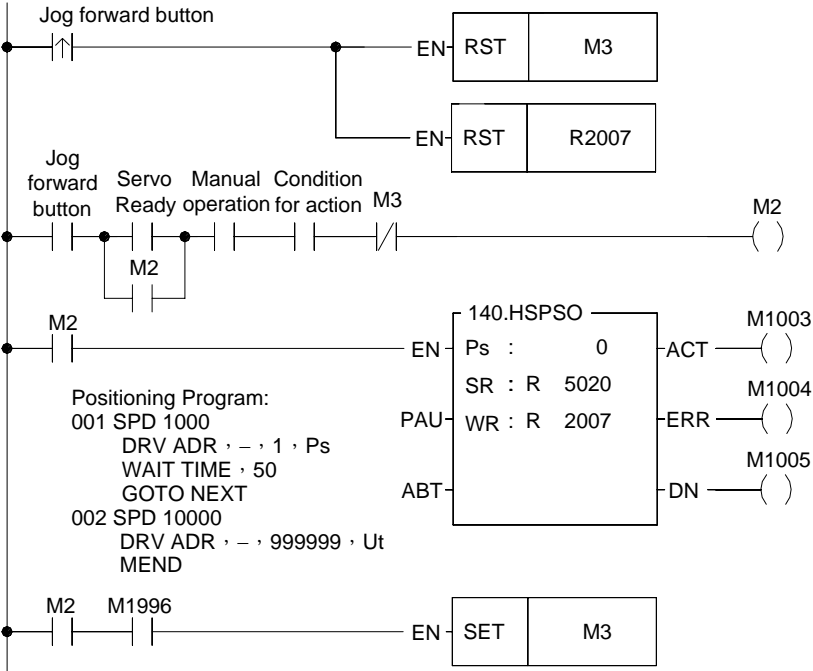 Jog forward button
EN RST M3
EN RST R2007
Jog forward button
Servo Ready
Manual operation
Condition for action
M3
M2
M2
M2
140.HSPSO
EN Ps : 0 ACT M1003
SR : R 5020
PAU WR : R 2007 ERR M1004
ABT DN M1005
Positioning Program:
001 SPD 1000
DRV ADR,–,1,Ps
WAIT TIME,50
GOTO NEXT
002 SPD 10000
DRV ADR,–,999999,Ut
MEND
M2 M1996
EN SET M3